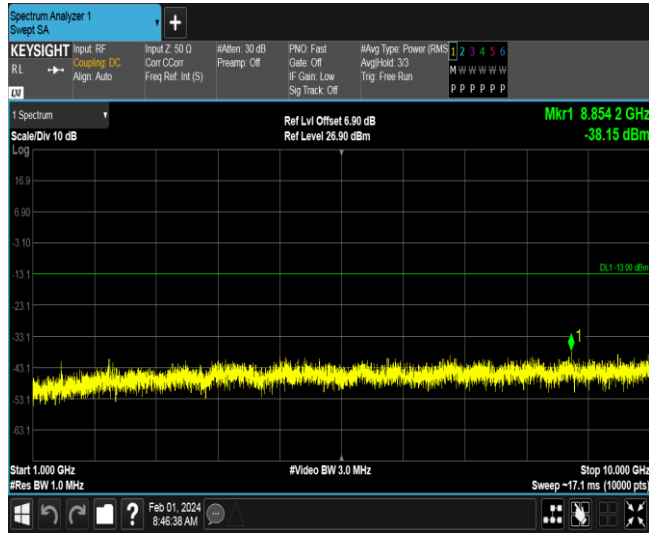 Spectrum Analyzer 1
Swept SA
+
KEYSIGHT
RL
LXI
Input: RF
Coupling: DC
Align: Auto
Input Z: 50 Ω
Corr CCorr
Freq Ref: Int (S)
#Atten: 30 dB
Preamp: Off
PNO: Fast
Gate: Off
IF Gain: Low
Sig Track: Off
#Avg Type: Power (RMS
Avg|Hold: 3/3
Trig: Free Run
1 2 3 4 5 6
M W W W W W
P P P P P P
1 Spectrum
Scale/Div 10 dB
Log
Ref Lvl Offset 6.90 dB
Ref Level 26.90 dBm
Mkr1 8.854 2 GHz
-38.15 dBm
16.9
6.90
-3.10
-13.1
DL1 -13.00 dBm
-23.1
-33.1
1
-43.1
-53.1
-63.1
Start 1.000 GHz
#Res BW 1.0 MHz
#Video BW 3.0 MHz
Stop 10.000 GHz
Sweep ~17.1 ms (10000 pts)
?
Feb 01, 2024
8:46:38 AM